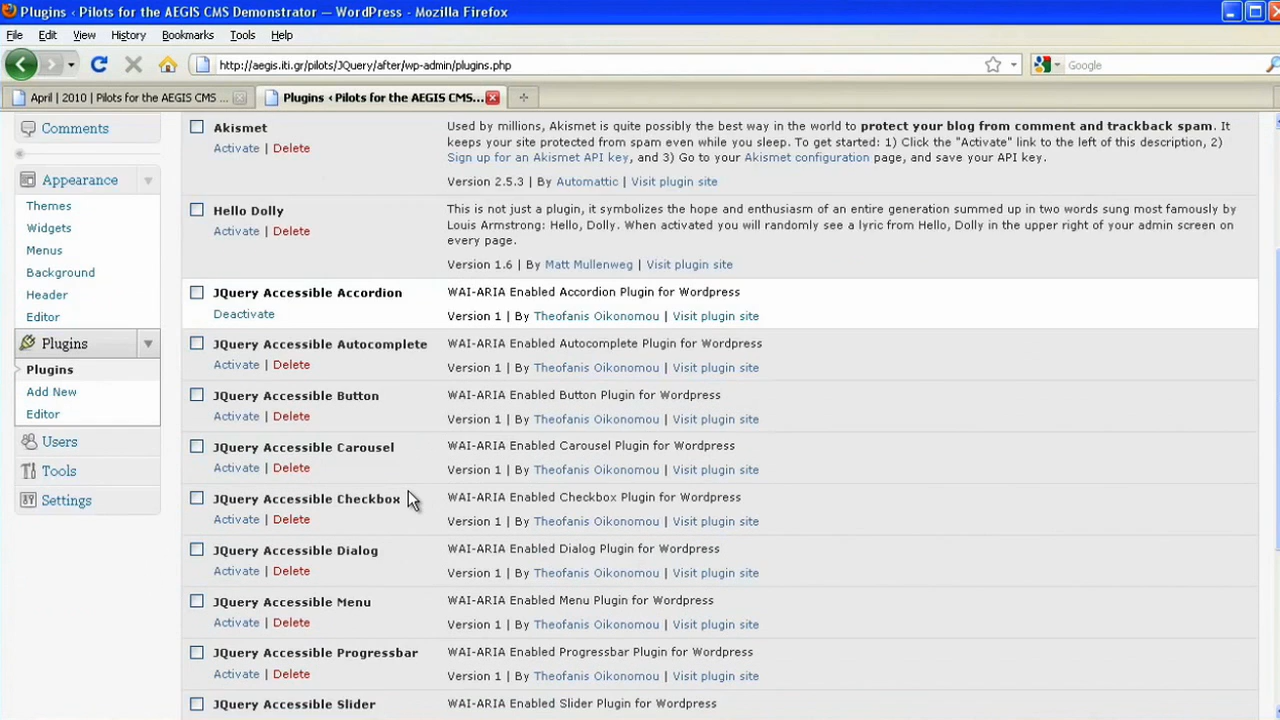 Plugins ‹ Pilots for the AEGIS CMS Demonstrator — WordPress - Mozilla Firefox
File Edit View History Bookmarks Tools Help
http://aegis.iti.gr/pilots/JQuery/after/wp-admin/plugins.php
Google
April | 2010 | Pilots for the AEGIS CMS ...
Plugins ‹ Pilots for the AEGIS CMS...
Comments
Appearance
Themes
Widgets
Menus
Background
Header
Editor
Plugins
Plugins
Add New
Editor
Users
Tools
Settings
Akismet
Activate | Delete
Used by millions, Akismet is quite possibly the best way in the world to protect your blog from comment and trackback spam. It
keeps your site protected from spam even while you sleep. To get started: 1) Click the "Activate" link to the left of this description, 2)
Sign up for an Akismet API key, and 3) Go to your Akismet configuration page, and save your API key.
Version 2.5.3 | By Automattic | Visit plugin site
Hello Dolly
Activate | Delete
This is not just a plugin, it symbolizes the hope and enthusiasm of an entire generation summed up in two words sung most famously by
Louis Armstrong: Hello, Dolly. When activated you will randomly see a lyric from Hello, Dolly in the upper right of your admin screen on
every page.
Version 1.6 | By Matt Mullenweg | Visit plugin site
JQuery Accessible Accordion
Deactivate
WAI-ARIA Enabled Accordion Plugin for Wordpress
Version 1 | By Theofanis Oikonomou | Visit plugin site
JQuery Accessible Autocomplete
Activate | Delete
WAI-ARIA Enabled Autocomplete Plugin for Wordpress
Version 1 | By Theofanis Oikonomou | Visit plugin site
JQuery Accessible Button
Activate | Delete
WAI-ARIA Enabled Button Plugin for Wordpress
Version 1 | By Theofanis Oikonomou | Visit plugin site
JQuery Accessible Carousel
Activate | Delete
WAI-ARIA Enabled Carousel Plugin for Wordpress
Version 1 | By Theofanis Oikonomou | Visit plugin site
JQuery Accessible Checkbox
Activate | Delete
WAI-ARIA Enabled Checkbox Plugin for Wordpress
Version 1 | By Theofanis Oikonomou | Visit plugin site
JQuery Accessible Dialog
Activate | Delete
WAI-ARIA Enabled Dialog Plugin for Wordpress
Version 1 | By Theofanis Oikonomou | Visit plugin site
JQuery Accessible Menu
Activate | Delete
WAI-ARIA Enabled Menu Plugin for Wordpress
Version 1 | By Theofanis Oikonomou | Visit plugin site
JQuery Accessible Progressbar
Activate | Delete
WAI-ARIA Enabled Progressbar Plugin for Wordpress
Version 1 | By Theofanis Oikonomou | Visit plugin site
JQuery Accessible Slider
WAI-ARIA Enabled Slider Plugin for Wordpress